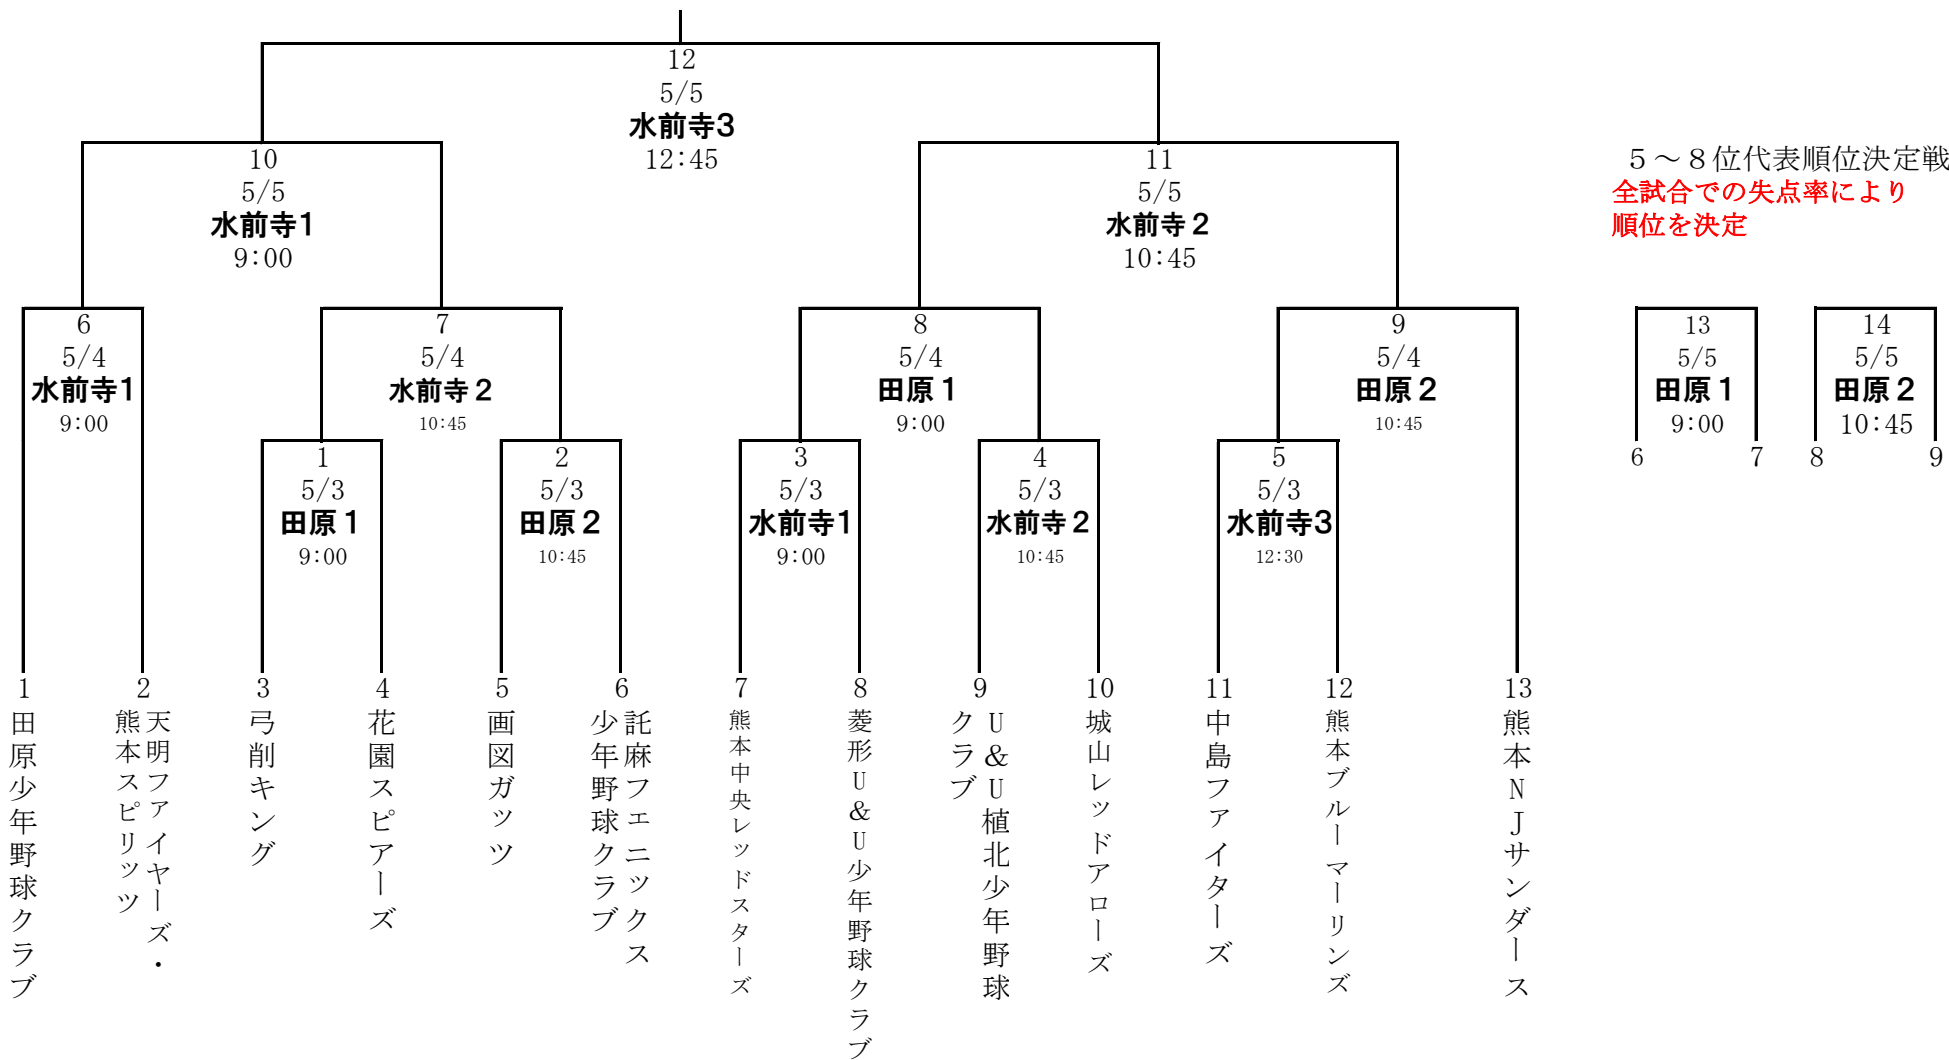 12
5/5
水前寺3
12:45
10
5/5
水前寺1
9:00
11
5/5
水前寺２
10:45
５～８位代表順位決定戦
全試合での失点率により
順位を決定
6
5/4
水前寺1
9:00
7
5/4
水前寺２
10:45
8
5/4
田原１
9:00
9
5/4
田原２
10:45
13
5/5
田原１
9:00
6
7
14
5/5
田原２
10:45
8
9
1
5/3
田原１
9:00
2
5/3
田原２
10:45
3
5/3
水前寺1
9:00
4
5/3
水前寺２
10:45
5
5/3
水前寺3
12:30
1
田原少年野球クラブ
2
天明ファイヤーズ・
熊本スピリッツ
3
弓削キング
4
花園スピアーズ
5
画図ガッツ
6
託麻フェニックス
少年野球クラブ
7
熊本中央レッドスターズ
8
菱形U&U少年野球クラブ
9
U&U植北少年野球
クラブ
10
城山レッドアローズ
11
中島ファイターズ
12
熊本ブルーマーリンズ
13
熊本NJサンダース